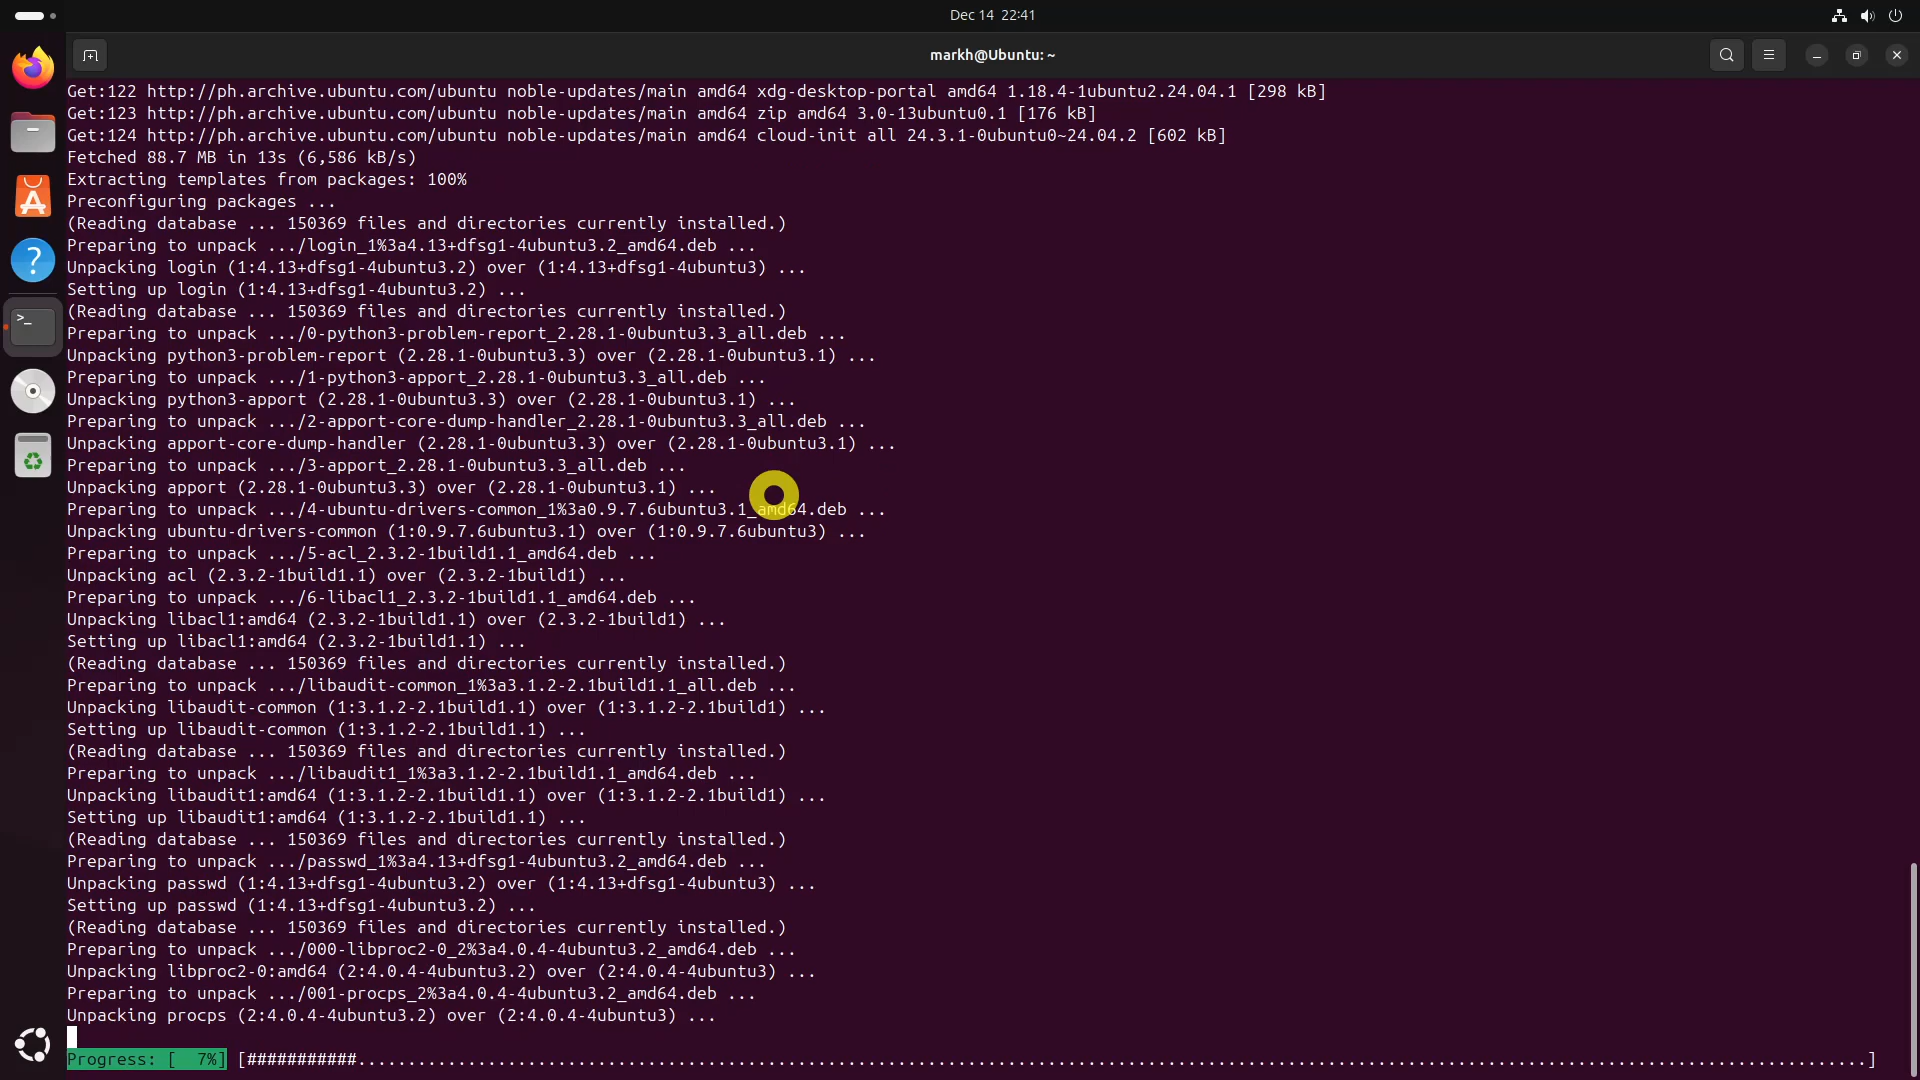 Dec 14 22:41
markh@Ubuntu: ~
Get:122 http://ph.archive.ubuntu.com/ubuntu noble-updates/main amd64 xdg-desktop-portal amd64 1.18.4-1ubuntu2.24.04.1 [298 kB]
Get:123 http://ph.archive.ubuntu.com/ubuntu noble-updates/main amd64 zip amd64 3.0-13ubuntu0.1 [176 kB]
Get:124 http://ph.archive.ubuntu.com/ubuntu noble-updates/main amd64 cloud-init all 24.3.1-0ubuntu0~24.04.2 [602 kB]
Fetched 88.7 MB in 13s (6,586 kB/s)
Extracting templates from packages: 100%
Preconfiguring packages ...
(Reading database ... 150369 files and directories currently installed.)
Preparing to unpack .../login_1%3a4.13+dfsg1-4ubuntu3.2_amd64.deb ...
Unpacking login (1:4.13+dfsg1-4ubuntu3.2) over (1:4.13+dfsg1-4ubuntu3) ...
Setting up login (1:4.13+dfsg1-4ubuntu3.2) ...
(Reading database ... 150369 files and directories currently installed.)
Preparing to unpack .../0-python3-problem-report_2.28.1-0ubuntu3.3_all.deb ...
Unpacking python3-problem-report (2.28.1-0ubuntu3.3) over (2.28.1-0ubuntu3.1) ...
Preparing to unpack .../1-python3-apport_2.28.1-0ubuntu3.3_all.deb ...
Unpacking python3-apport (2.28.1-0ubuntu3.3) over (2.28.1-0ubuntu3.1) ...
Preparing to unpack .../2-apport-core-dump-handler_2.28.1-0ubuntu3.3_all.deb ...
Unpacking apport-core-dump-handler (2.28.1-0ubuntu3.3) over (2.28.1-0ubuntu3.1) ...
Preparing to unpack .../3-apport_2.28.1-0ubuntu3.3_all.deb ...
Unpacking apport (2.28.1-0ubuntu3.3) over (2.28.1-0ubuntu3.1) ...
Preparing to unpack .../4-ubuntu-drivers-common_1%3a0.9.7.6ubuntu3.1_amd64.deb ...
Unpacking ubuntu-drivers-common (1:0.9.7.6ubuntu3.1) over (1:0.9.7.6ubuntu3) ...
Preparing to unpack .../5-acl_2.3.2-1build1.1_amd64.deb ...
Unpacking acl (2.3.2-1build1.1) over (2.3.2-1build1) ...
Preparing to unpack .../6-libacl1_2.3.2-1build1.1_amd64.deb ...
Unpacking libacl1:amd64 (2.3.2-1build1.1) over (2.3.2-1build1) ...
Setting up libacl1:amd64 (2.3.2-1build1.1) ...
(Reading database ... 150369 files and directories currently installed.)
Preparing to unpack .../libaudit-common_1%3a3.1.2-2.1build1.1_all.deb ...
Unpacking libaudit-common (1:3.1.2-2.1build1.1) over (1:3.1.2-2.1build1) ...
Setting up libaudit-common (1:3.1.2-2.1build1.1) ...
(Reading database ... 150369 files and directories currently installed.)
Preparing to unpack .../libaudit1_1%3a3.1.2-2.1build1.1_amd64.deb ...
Unpacking libaudit1:amd64 (1:3.1.2-2.1build1.1) over (1:3.1.2-2.1build1) ...
Setting up libaudit1:amd64 (1:3.1.2-2.1build1.1) ...
(Reading database ... 150369 files and directories currently installed.)
Preparing to unpack .../passwd_1%3a4.13+dfsg1-4ubuntu3.2_amd64.deb ...
Unpacking passwd (1:4.13+dfsg1-4ubuntu3.2) over (1:4.13+dfsg1-4ubuntu3) ...
Setting up passwd (1:4.13+dfsg1-4ubuntu3.2) ...
(Reading database ... 150369 files and directories currently installed.)
Preparing to unpack .../000-libproc2-0_2%3a4.0.4-4ubuntu3.2_amd64.deb ...
Unpacking libproc2-0:amd64 (2:4.0.4-4ubuntu3.2) over (2:4.0.4-4ubuntu3) ...
Preparing to unpack .../001-procps_2%3a4.0.4-4ubuntu3.2_amd64.deb ...
Unpacking procps (2:4.0.4-4ubuntu3.2) over (2:4.0.4-4ubuntu3) ...
Progress: [  7%] [###########.......................................................................................................................................................]